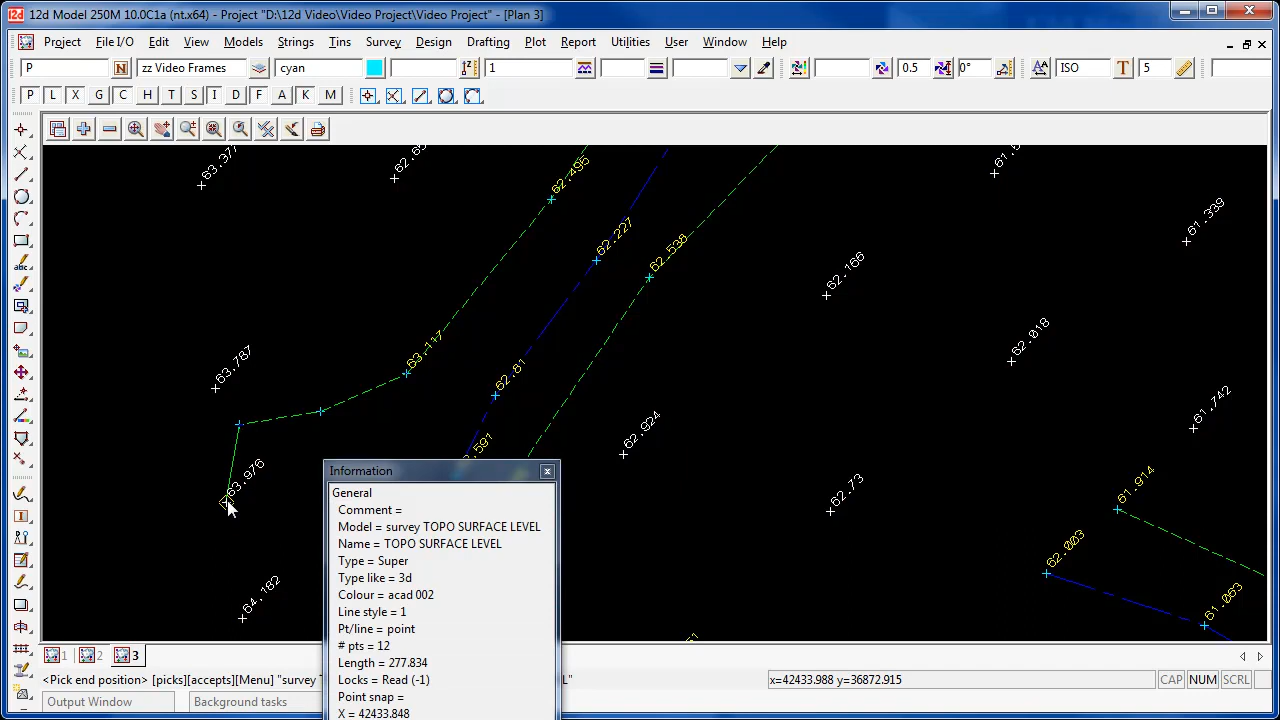 12d Model 250M 10.0C1a (nt.x64) - Project "D:\12d Video\Video Project\Video Project" - [Plan 3]
Project File I/O Edit View Models Strings Tins Survey Design Drafting Plot Report Utilities User Window Help
P N zz Video Frames cyan 1 0.5 0° ISO T 5
P L X G C H T S I D F A K M
63.377
62.495
61.339
62.227
62.538
62.166
62.018
63.117
63.787
62.81
61.742
62.924
.591
63.976
62.73
61.914
62.003
64.182
61.053
abc
Information
General
Comment =
Model = survey TOPO SURFACE LEVEL
Name = TOPO SURFACE LEVEL
Type = Super
Type like = 3d
Colour = acad 002
Line style = 1
Pt/line = point
# pts = 12
Length = 277.834
Locks = Read (-1)
Point snap =
X = 42433.848
1 2 3
<Pick end position> [picks][accepts][Menu] "survey T
L"
x=42433.988 y=36872.915
CAP NUM SCRL
Output Window Background tasks